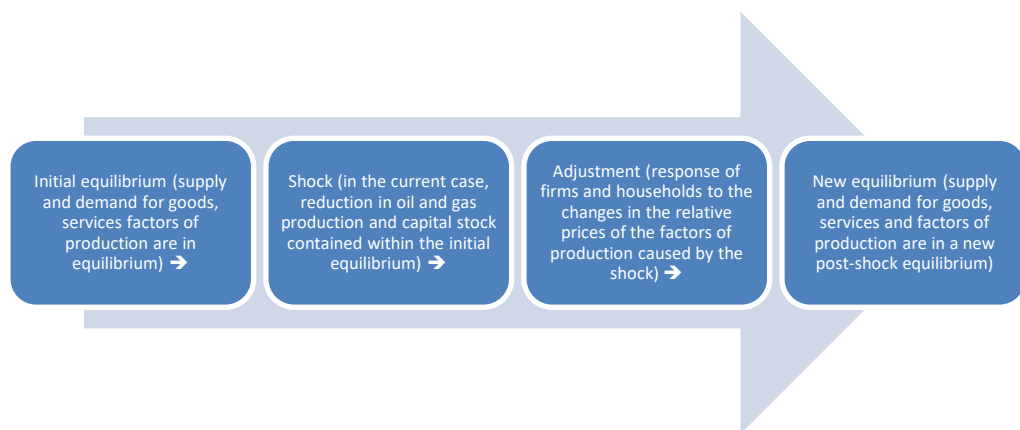 Initial equilibrium (supply
and demand for goods,
services factors of
production are in
equilibrium) ➔
Shock (in the current case,
reduction in oil and gas
production and capital stock
contained within the initial
equilibrium) ➔
Adjustment (response of
firms and households to the
changes in the relative
prices of the factors of
production caused by the
shock) ➔
New equilibrium (supply
and demand for goods,
services and factors of
production are in a new
post-shock equilibrium)